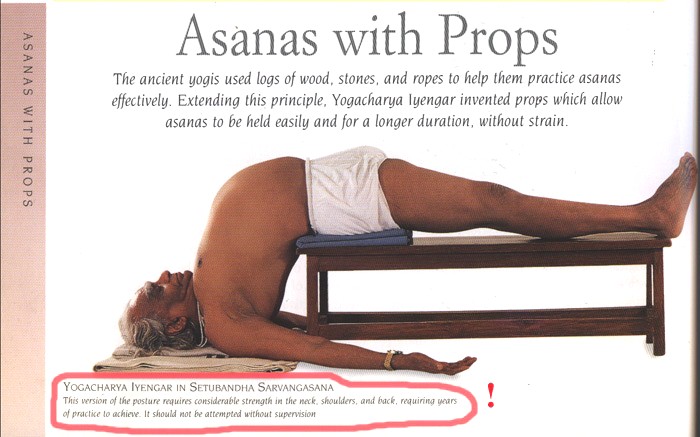 ASANAS WITH PROPS
Asanas with Props
The ancient yogis used logs of wood, stones, and ropes to help them practice asanas
effectively. Extending this principle, Yogacharya Iyengar invented props which allow
asanas to be held easily and for a longer duration, without strain.
YOGACHARYA IYENGAR IN SETUBANDHA SARVANGASANA
This version of the posture requires considerable strength in the neck, shoulders, and back, requiring years
of practice to achieve. It should not be attempted without supervision
!